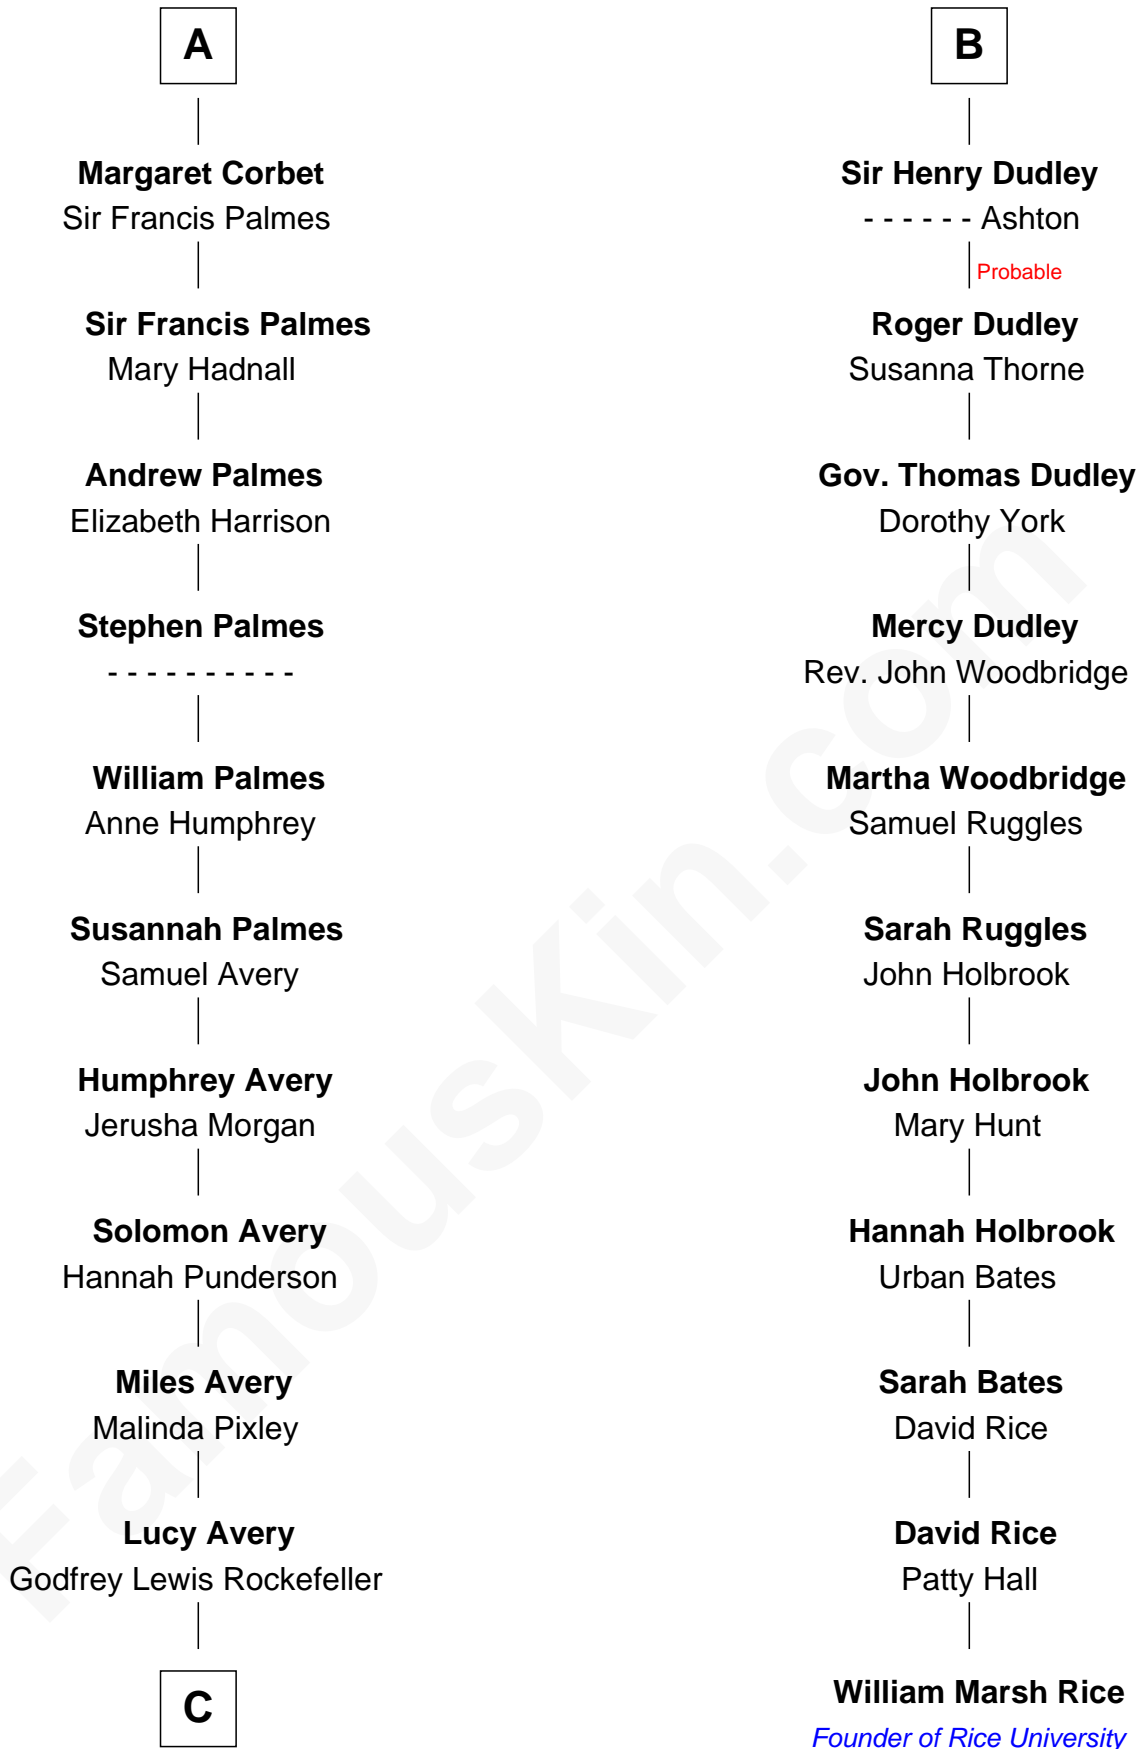 A
Margaret Corbet
Sir Francis Palmes
Sir Francis Palmes
Mary Hadnall
Andrew Palmes
Elizabeth Harrison
Stephen Palmes
- - - - - - - - - -
William Palmes
Anne Humphrey
Susannah Palmes
Samuel Avery
Humphrey Avery
Jerusha Morgan
Solomon Avery
Hannah Punderson
Miles Avery
Malinda Pixley
Lucy Avery
Godfrey Lewis Rockefeller
C
B
Sir Henry Dudley
- - - - - - Ashton
Probable
Roger Dudley
Susanna Thorne
Gov. Thomas Dudley
Dorothy York
Mercy Dudley
Rev. John Woodbridge
Martha Woodbridge
Samuel Ruggles
Sarah Ruggles
John Holbrook
John Holbrook
Mary Hunt
Hannah Holbrook
Urban Bates
Sarah Bates
David Rice
David Rice
Patty Hall
William Marsh Rice
Founder of Rice University
FamousKin.com